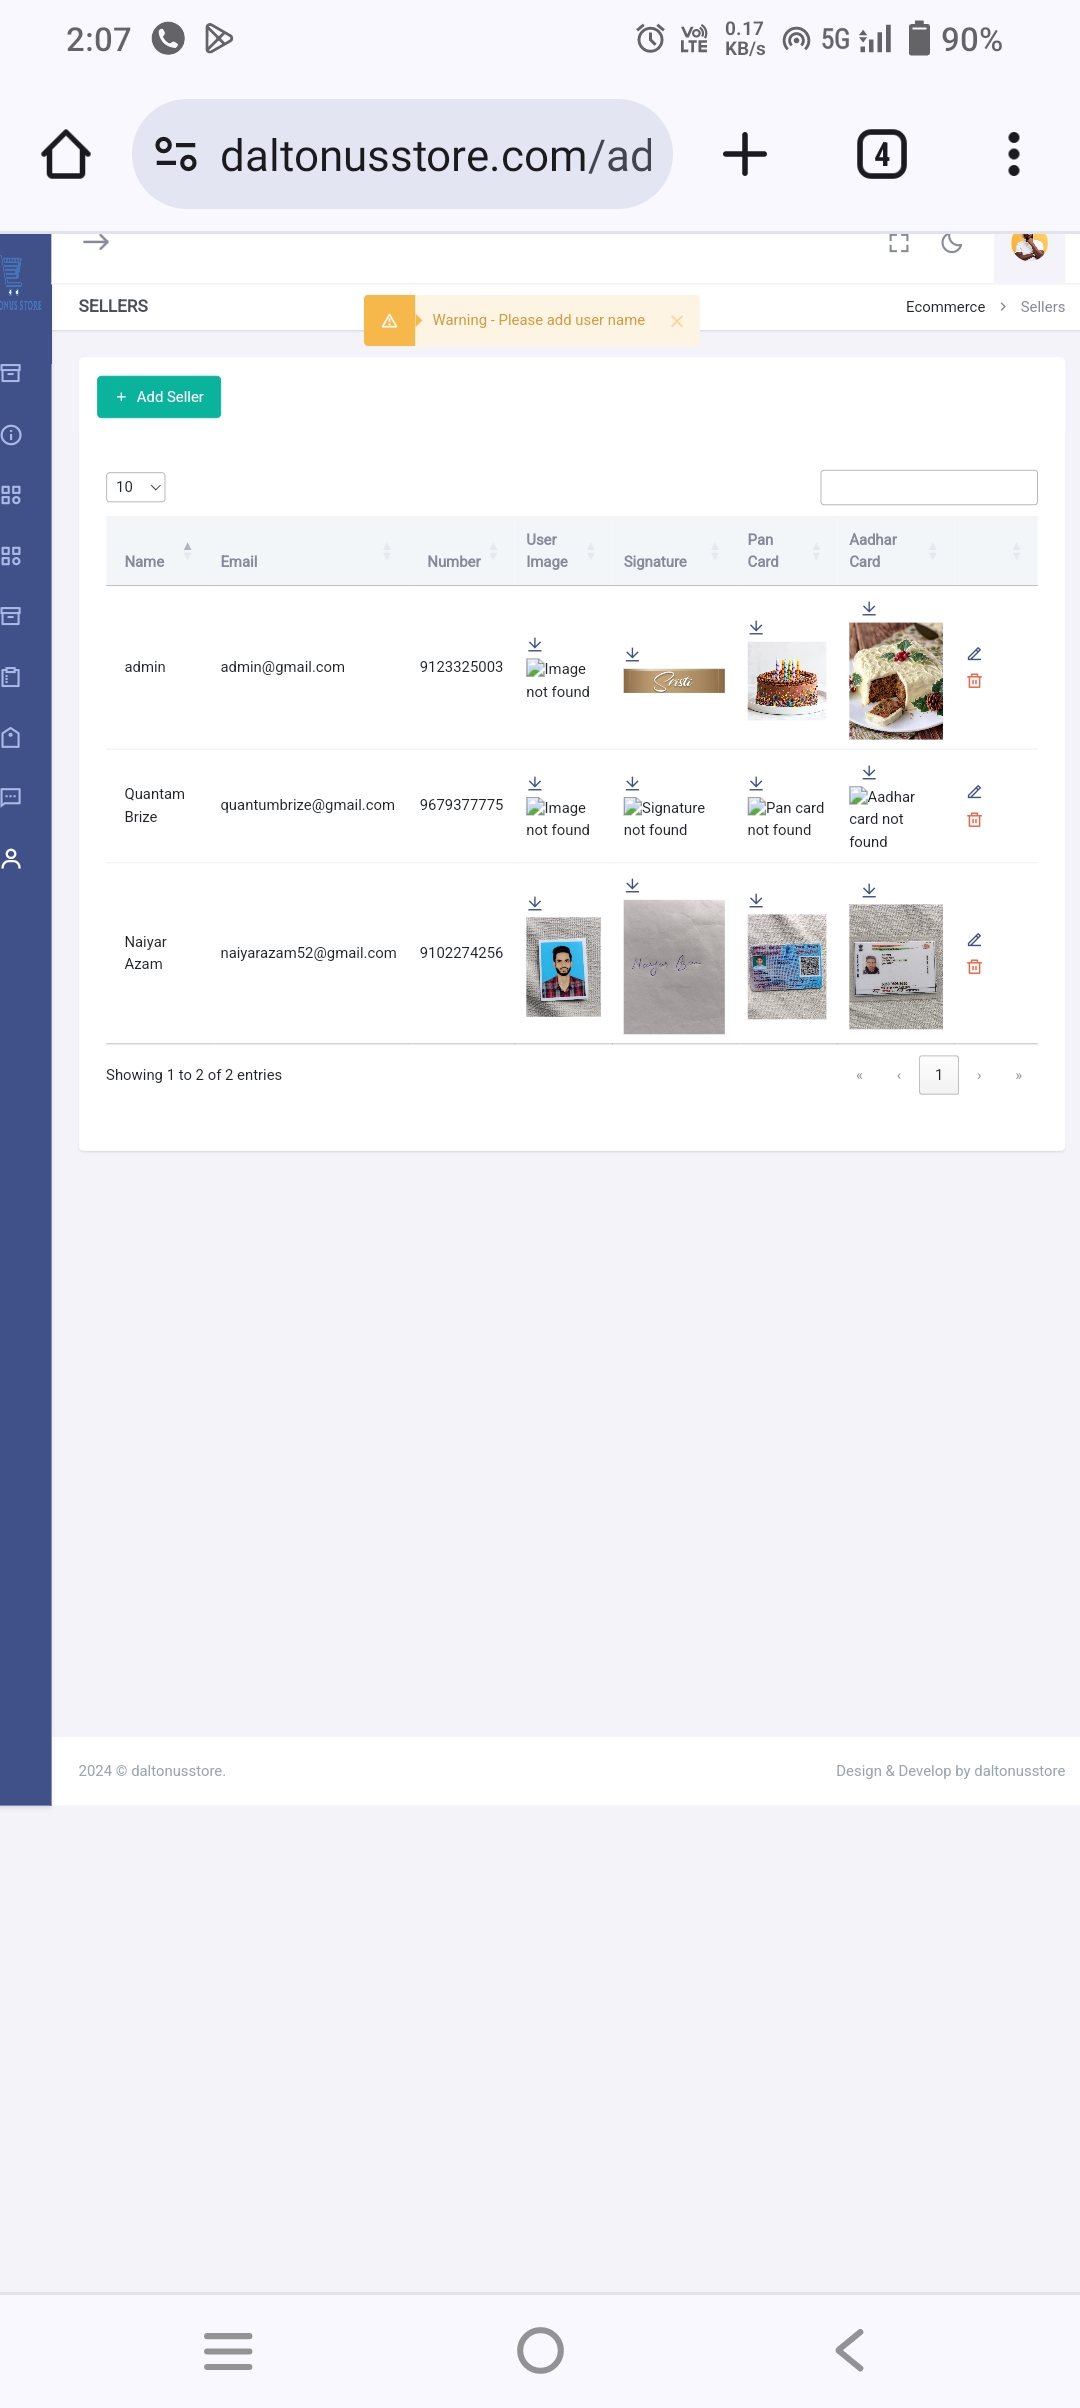 2:07
Vo) LTE
0.17 KB/s
5G
90%
daltonusstore.com/ad
4
ONUS STORE
SELLERS
Warning - Please add user name
Ecommerce > Sellers
+ Add Seller
10
Name
Email
Number
User Image
Signature
Pan Card
Aadhar Card
admin
admin@gmail.com
9123325003
Image not found
Sristi
Quantam Brize
quantumbrize@gmail.com
9679377775
Image not found
Signature not found
Pan card not found
Aadhar card not found
Naiyar Azam
naiyarazam52@gmail.com
9102274256
Showing 1 to 2 of 2 entries
« ‹ 1 › »
2024 © daltonusstore.
Design & Develop by daltonusstore